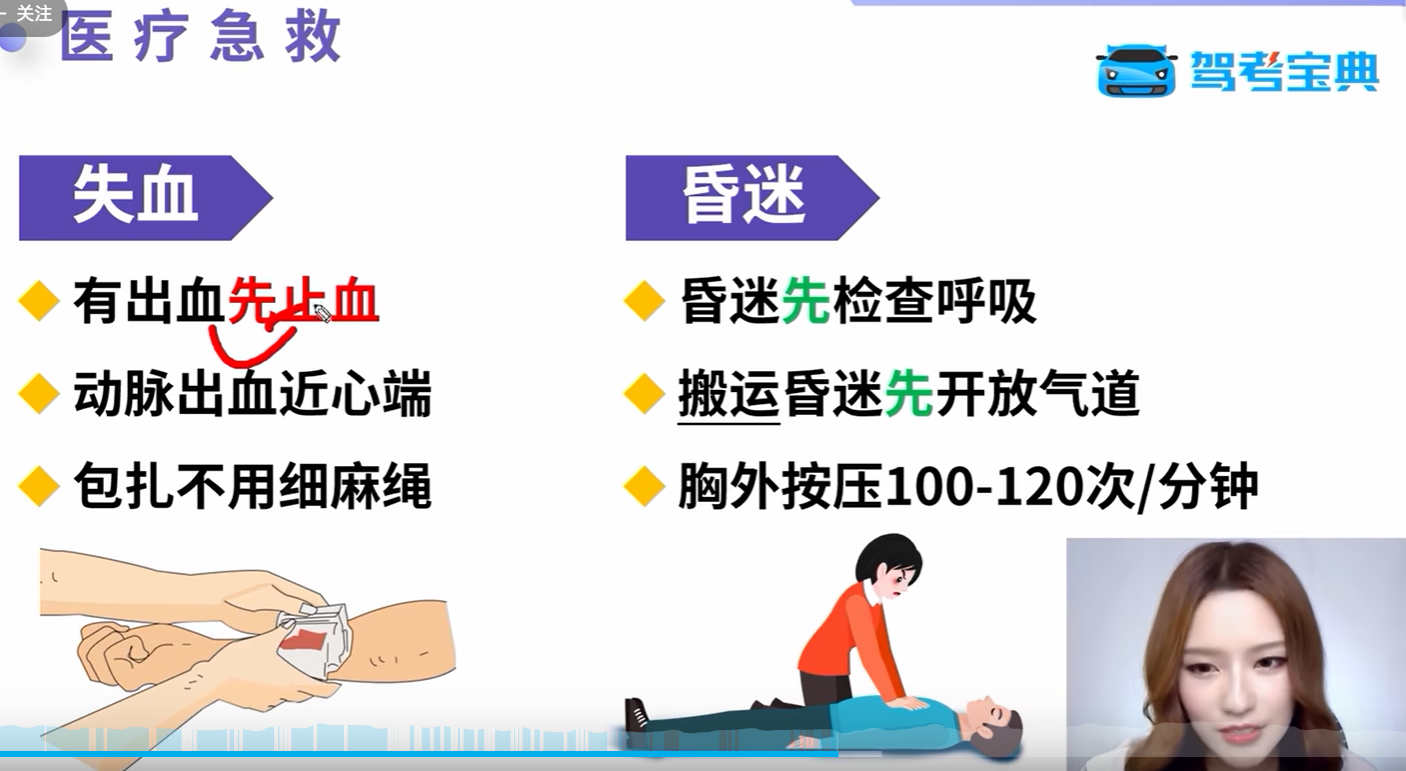 关注
医疗急救
驾考宝典
失血
有出血先止血
动脉出血近心端
包扎不用细麻绳
昏迷
昏迷先检查呼吸
搬运昏迷先开放气道
胸外按压100-120次/分钟